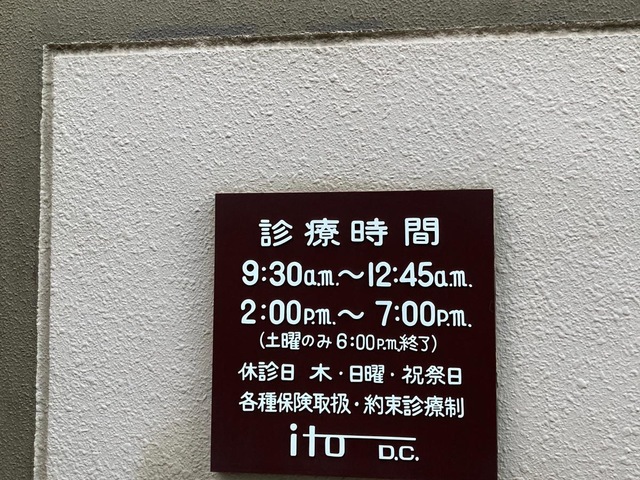 診療時間
9:30a.m.〜12:45a.m.
2:00P.m.〜 7:00P.m.
(土曜のみ6:00P.m.終了)
休診日 木・日曜・祝祭日
各種保険取扱・約束診療制
ito D.C.